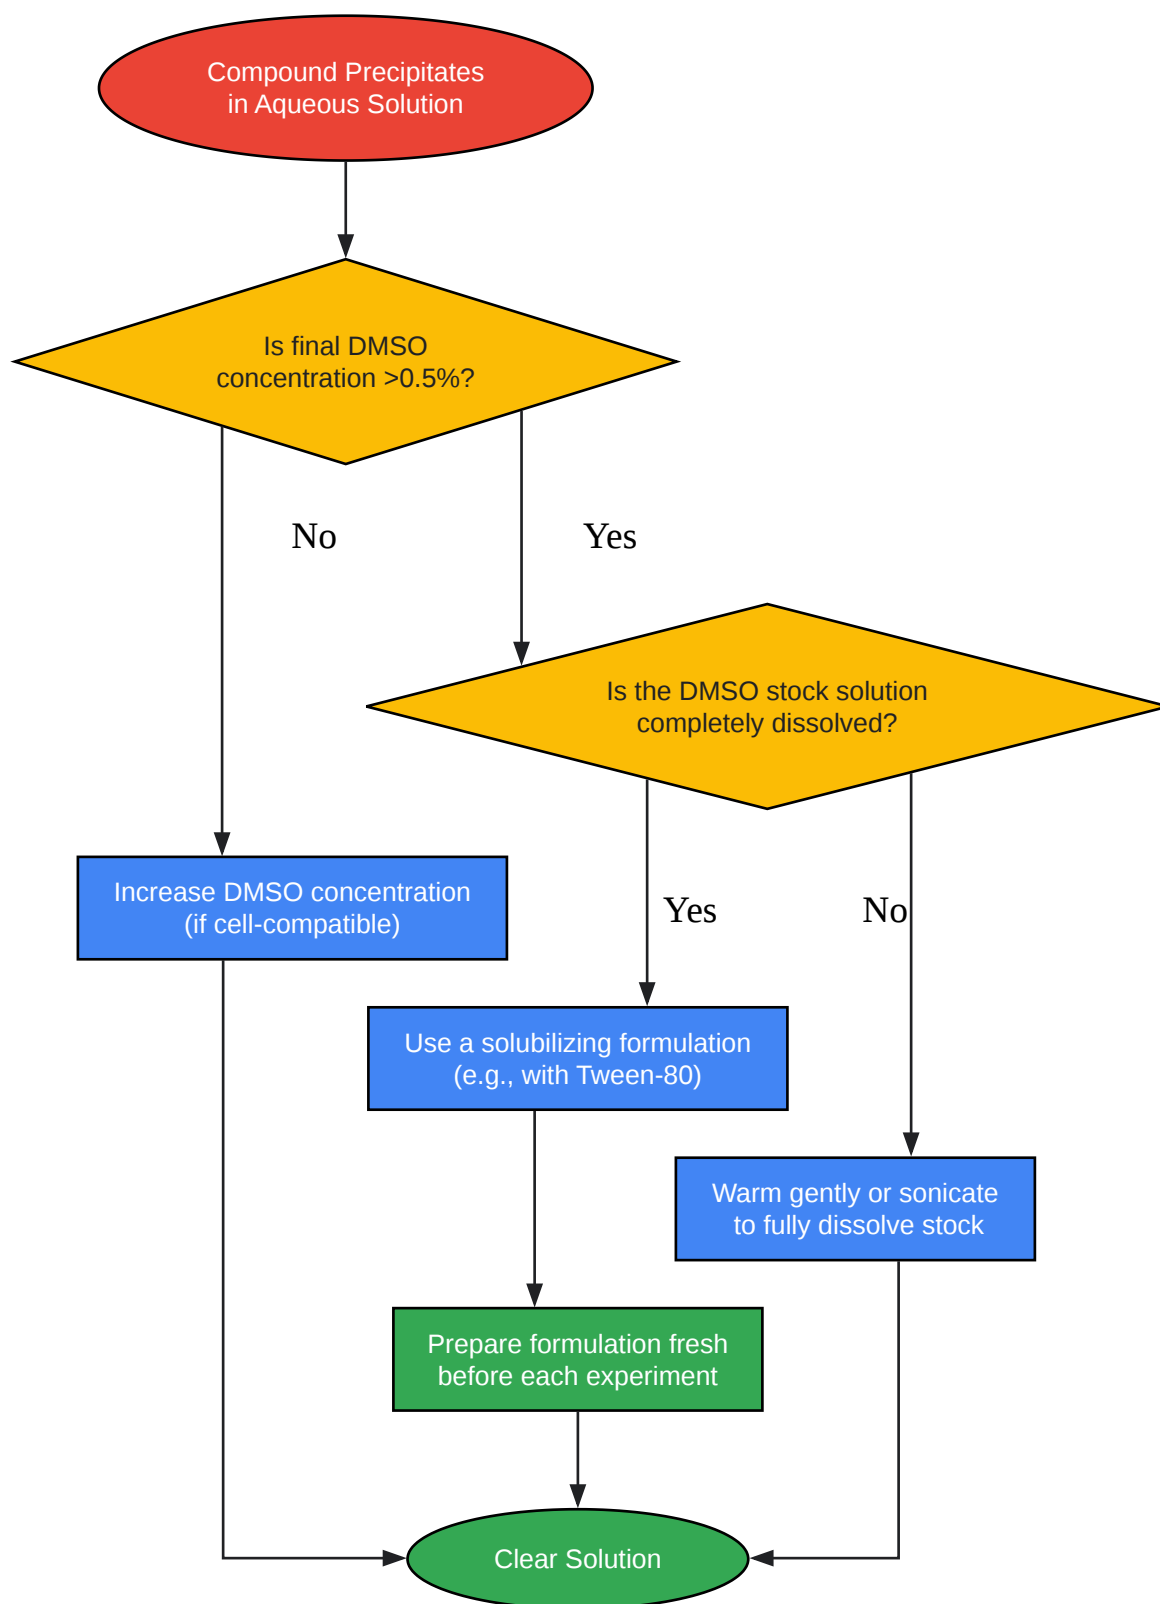 Compound Precipitates
in Aqueous Solution
Is final DMSO
concentration >0.5%?
No
Yes
Is the DMSO stock solution
completely dissolved?
Increase DMSO concentration
(if cell-compatible)
Yes
No
Use a solubilizing formulation
(e.g., with Tween-80)
Warm gently or sonicate
to fully dissolve stock
Prepare formulation fresh
before each experiment
Clear Solution